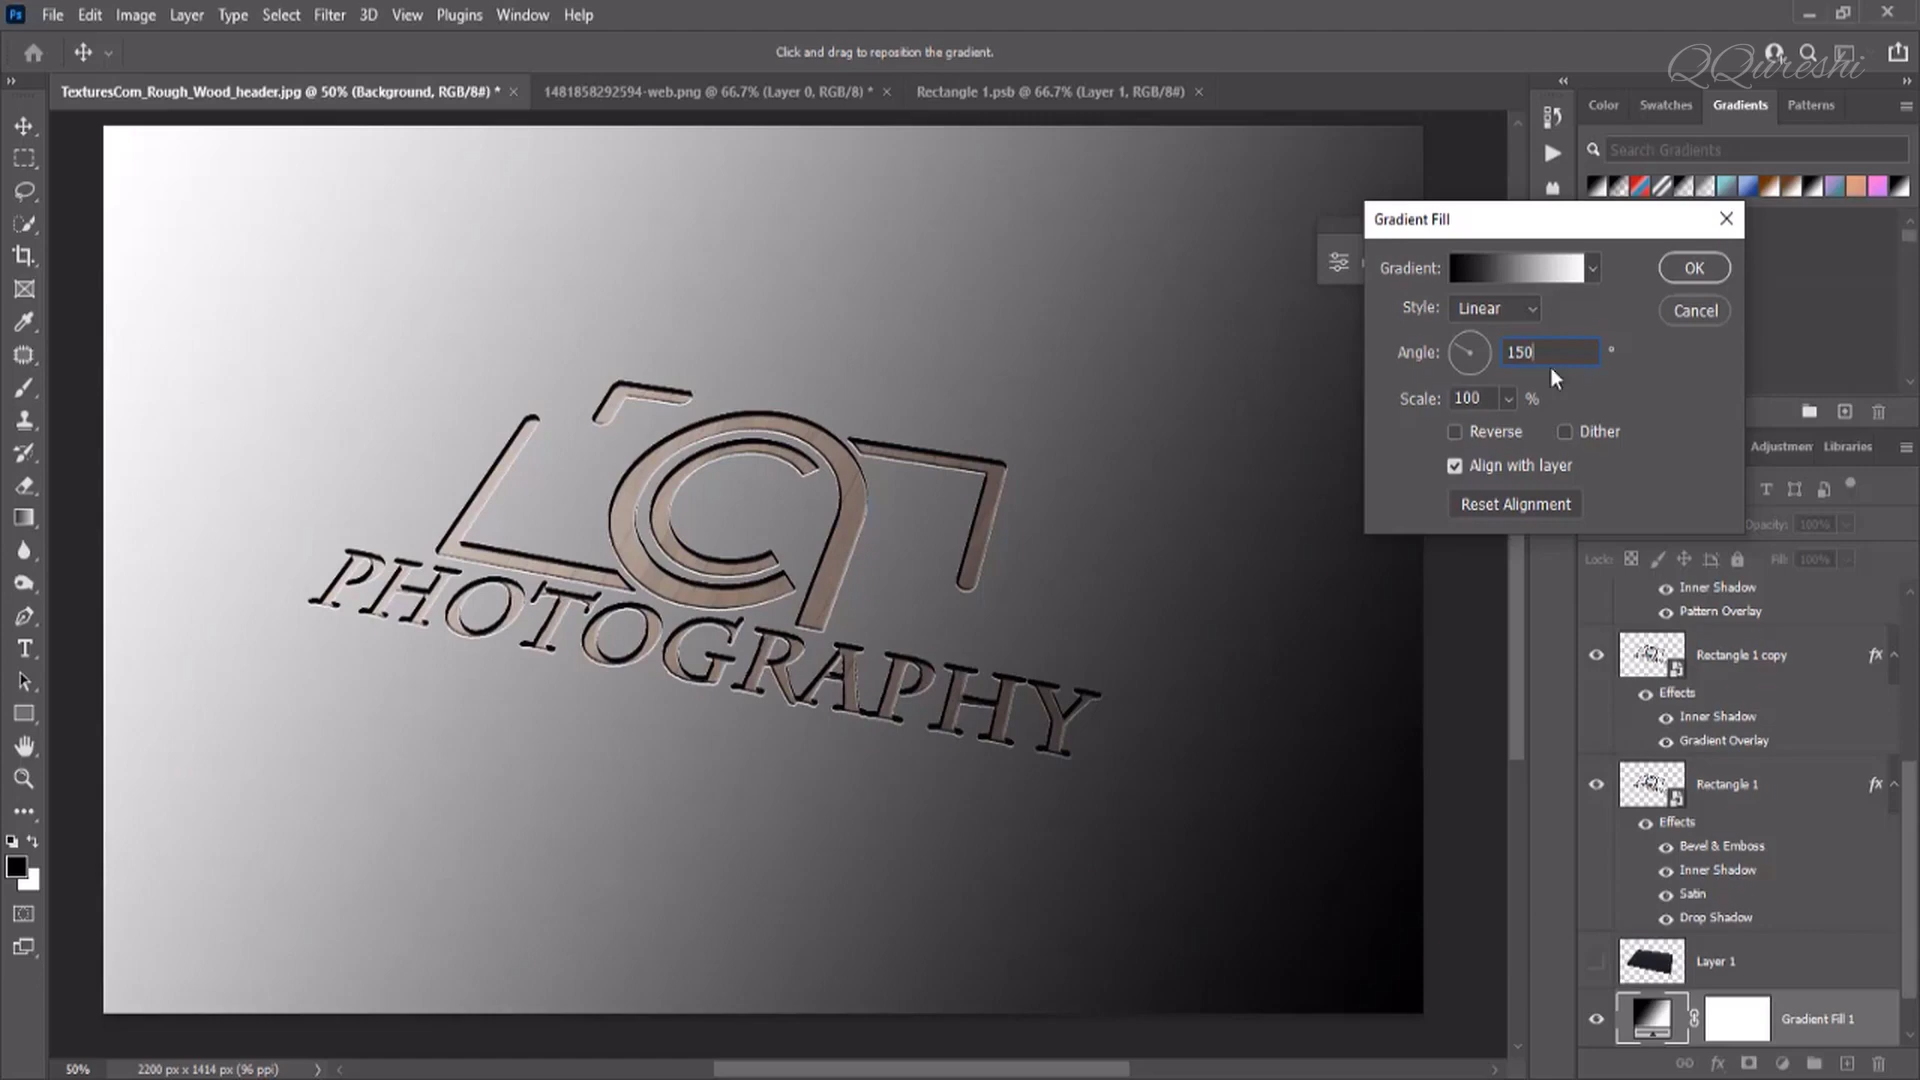 Ps File Edit Image Layer Type Select Filter 3D View Plugins Window Help
Click and drag to reposition the gradient.
QQureshi
TexturesCom_Rough_Wood_header.jpg @ 50% (Background, RGB/8#) *
1481858292594-web.png @ 66.7% (Layer 0, RGB/8) *
Rectangle 1.psb @ 66.7% (Layer 1, RGB/8#)
Color Swatches Gradients Patterns
Search Gradients
Gradient Fill
Gradient:
OK
Style: Linear
Cancel
Angle: 150 °
Scale: 100 %
Reverse Dither
Align with layer
Reset Alignment
Adjustmen Libraries
Opacity: 100%
Lock: Fill: 100%
Inner Shadow
Pattern Overlay
Rectangle 1 copy fx
Effects
Inner Shadow
Gradient Overlay
Rectangle 1 fx
Effects
Bevel & Emboss
Inner Shadow
Satin
Drop Shadow
Layer 1
Gradient Fill 1
fx
PHOTOGRAPHY
50% 2200 px x 1414 px (96 ppi)